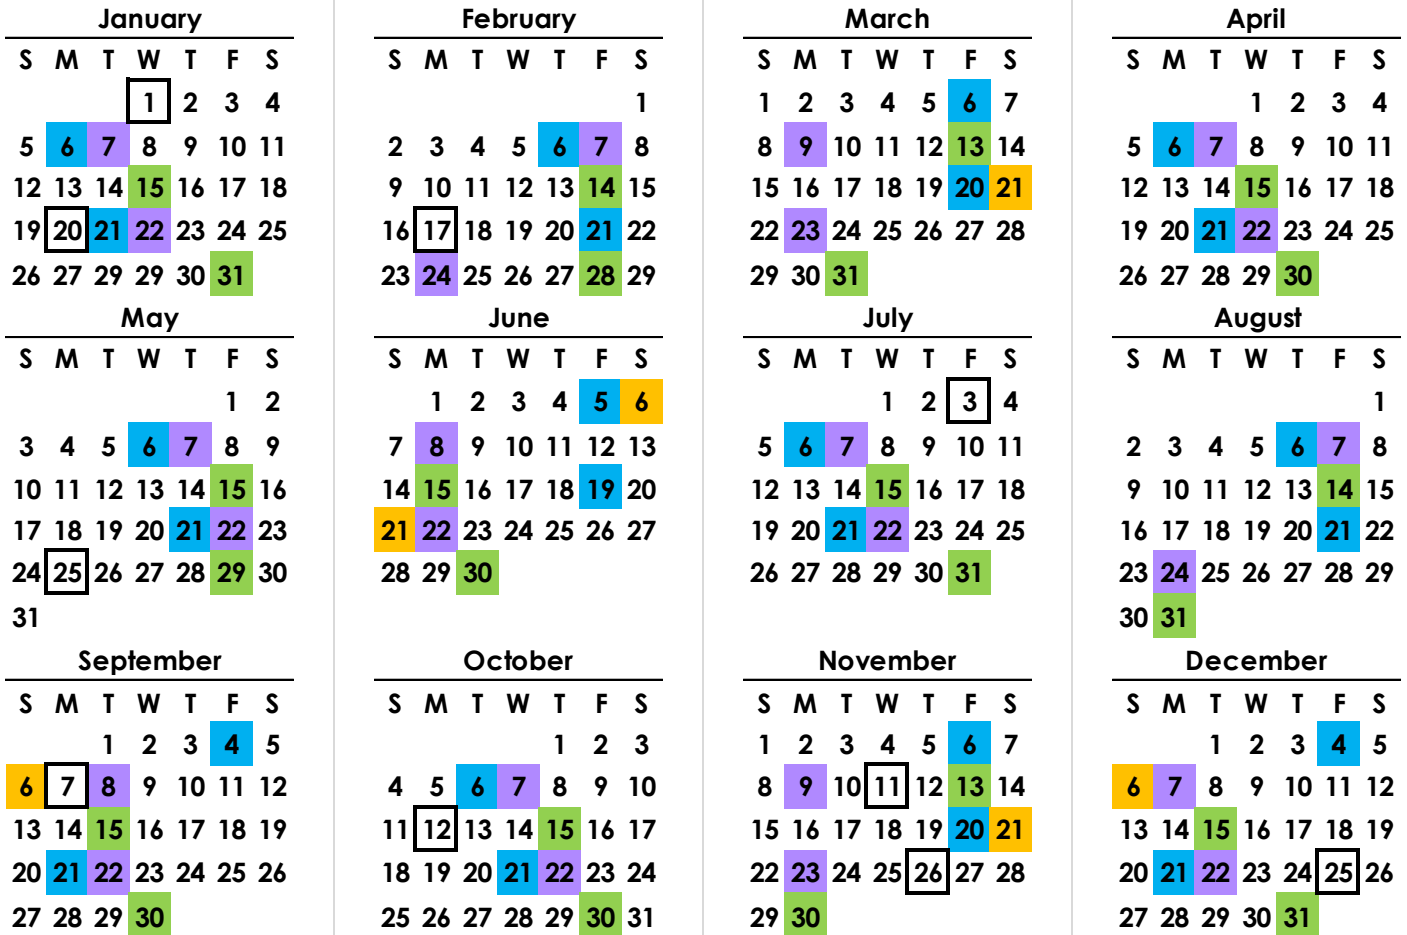 January
S M T W T F S
1 2 3 4
5 6 7 8 9 10 11
12 13 14 15 16 17 18
19 20 21 22 23 24 25
26 27 29 29 30 31
February
S M T W T F S
1
2 3 4 5 6 7 8
9 10 11 12 13 14 15
16 17 18 19 20 21 22
23 24 25 26 27 28 29
March
S M T W T F S
1 2 3 4 5 6 7
8 9 10 11 12 13 14
15 16 17 18 19 20 21
22 23 24 25 26 27 28
29 30 31
April
S M T W T F S
1 2 3 4
5 6 7 8 9 10 11
12 13 14 15 16 17 18
19 20 21 22 23 24 25
26 27 28 29 30
May
S M T W T F S
1 2
3 4 5 6 7 8 9
10 11 12 13 14 15 16
17 18 19 20 21 22 23
24 25 26 27 28 29 30
31
June
S M T W T F S
1 2 3 4 5 6
7 8 9 10 11 12 13
14 15 16 17 18 19 20
21 22 23 24 25 26 27
28 29 30
July
S M T W T F S
1 2 3 4
5 6 7 8 9 10 11
12 13 14 15 16 17 18
19 20 21 22 23 24 25
26 27 28 29 30 31
August
S M T W T F S
1
2 3 4 5 6 7 8
9 10 11 12 13 14 15
16 17 18 19 20 21 22
23 24 25 26 27 28 29
30 31
September
S M T W T F S
1 2 3 4 5
6 7 8 9 10 11 12
13 14 15 16 17 18 19
20 21 22 23 24 25 26
27 28 29 30
October
S M T W T F S
1 2 3
4 5 6 7 8 9 10
11 12 13 14 15 16 17
18 19 20 21 22 23 24
25 26 27 28 29 30 31
November
S M T W T F S
1 2 3 4 5 6 7
8 9 10 11 12 13 14
15 16 17 18 19 20 21
22 23 24 25 26 27 28
29 30
December
S M T W T F S
1 2 3 4 5
6 7 8 9 10 11 12
13 14 15 16 17 18 19
20 21 22 23 24 25 26
27 28 29 30 31